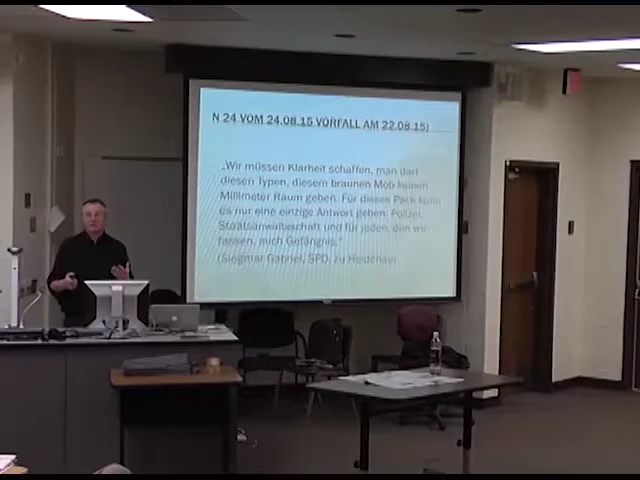 N 24 VOM 24.08.15 VORFALL AM 22.08.15)
„Wir müssen Klarheit schaffen, man darf
diesen Typen, diesem braunen Mob keinen
Millimeter Raum geben. Für dieses Pack kann
es nur eine einzige Antwort geben: Polizei,
Staatsanwaltschaft und für jeden, den wir
fassen, auch Gefängnis."
(Siegmar Gabriel, SPD, zu Heidenau)